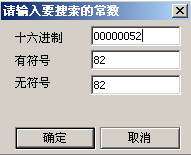 请输入要搜索的常数
十六进制 00000052
有符号 82
无符号 82
确定 取消